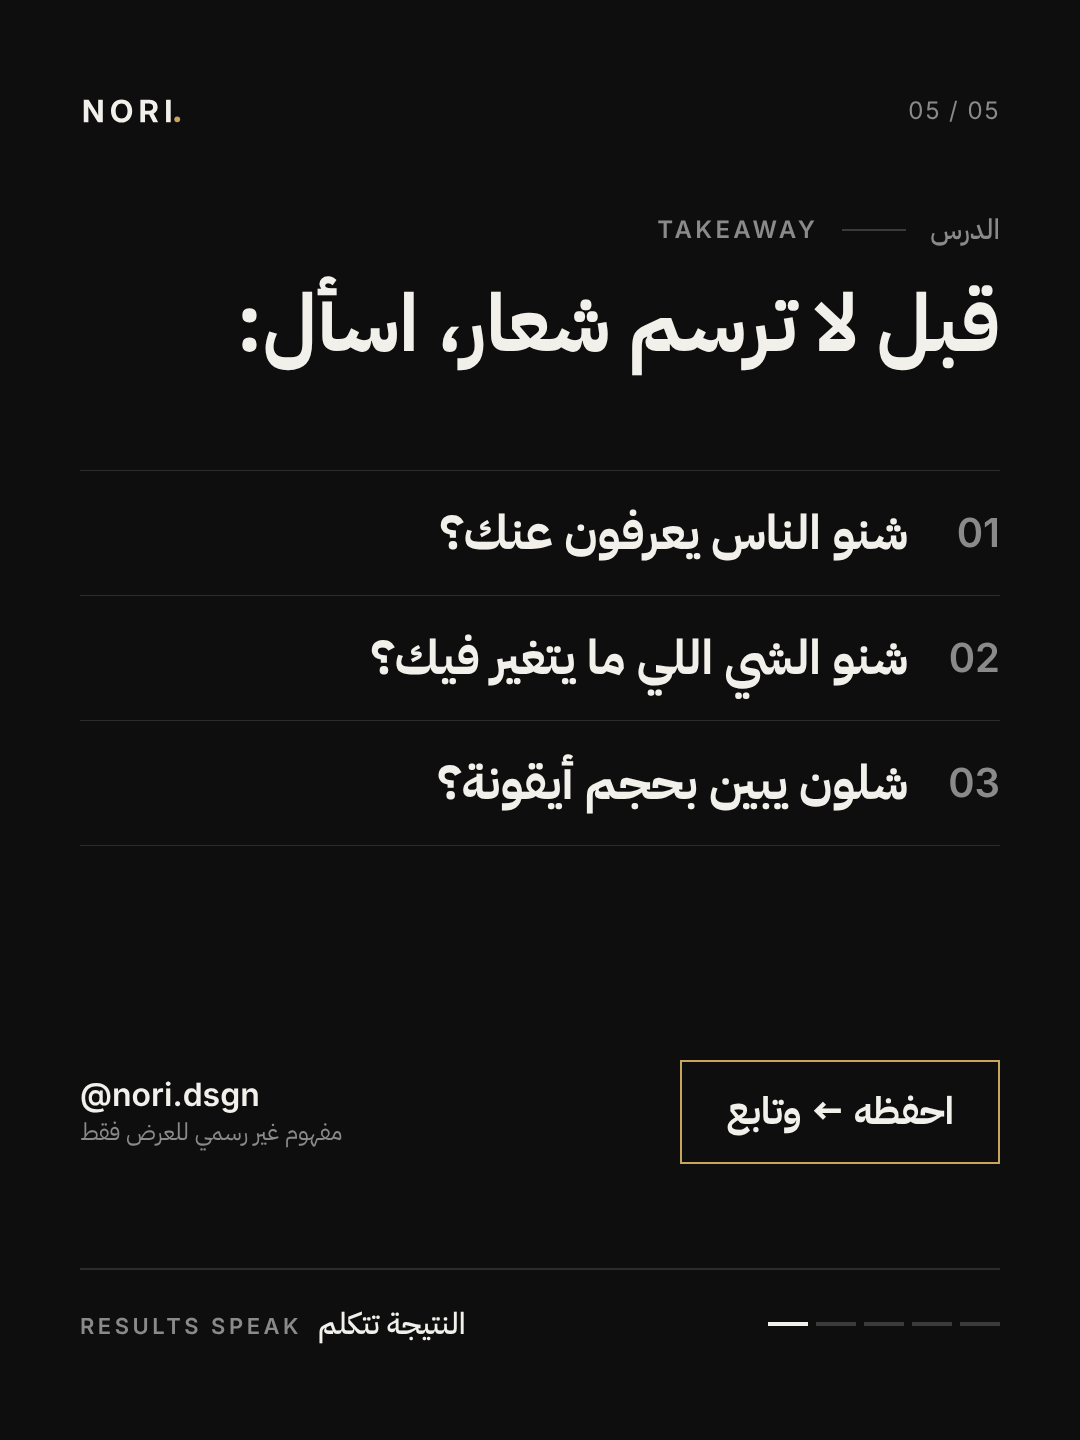 NORI.
05 / 05
الدرس — TAKEAWAY
قبل لا ترسم شعار، اسأل:
01 شنو الناس يعرفون عنك؟
02 شنو الشي اللي ما يتغير فيك؟
03 شلون يبين بحجم أيقونة؟
احفظه ← وتابع
@nori.dsgn
مفهوم غير رسمي للعرض فقط
RESULTS SPEAK النتيجة تتكلم